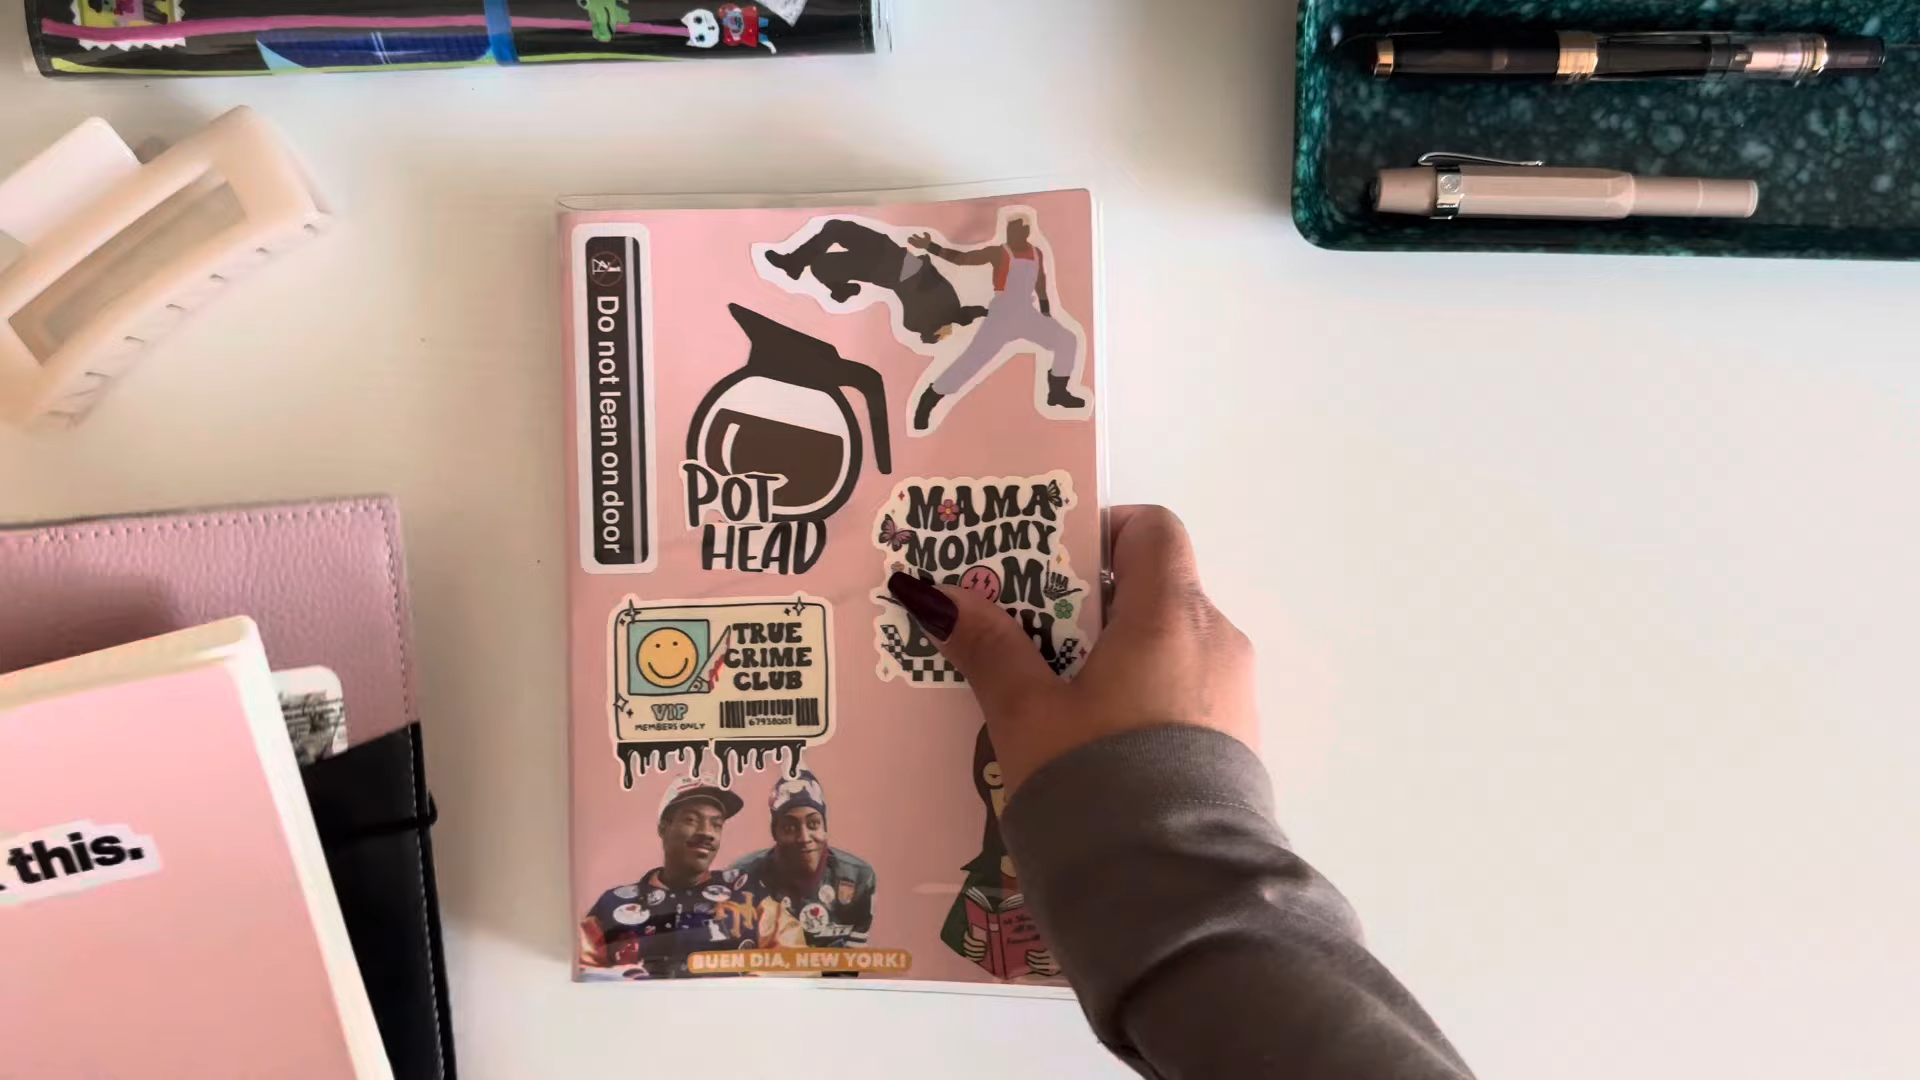 Do not lean on door
POT
HEAD
MAMA
MOMMY
TRUE
CRIME
CLUB
VIP
MEMBERS ONLY
67938001
BUEN DIA, NEW YORK!
this.